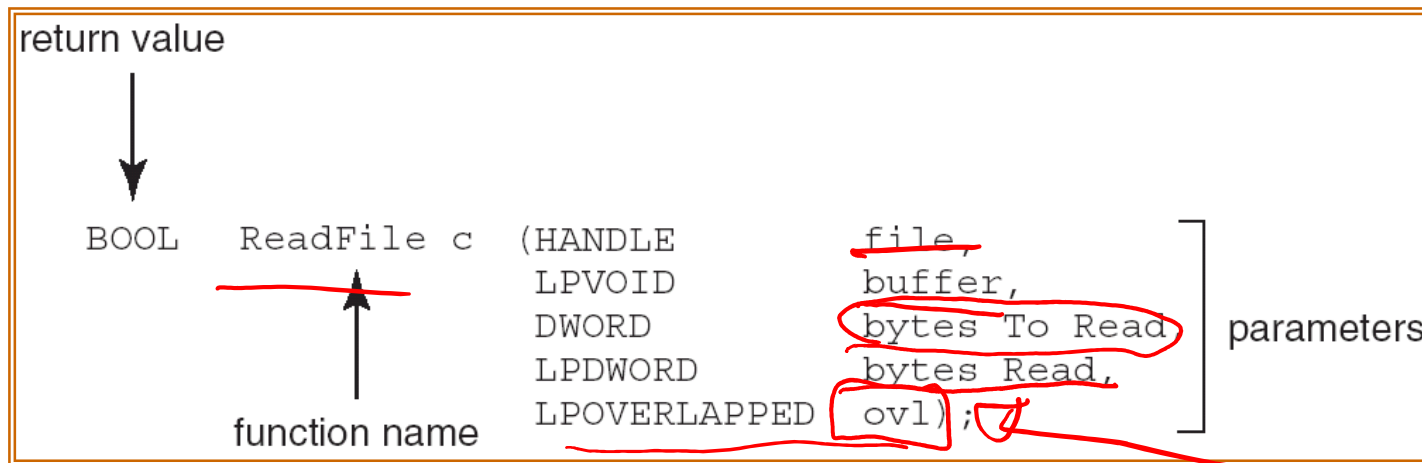 return value
BOOL ReadFile c (HANDLE file,
LPVOID buffer,
DWORD bytes To Read,
LPDWORD bytes Read,
LPOVERLAPPED ovl);
parameters
function name